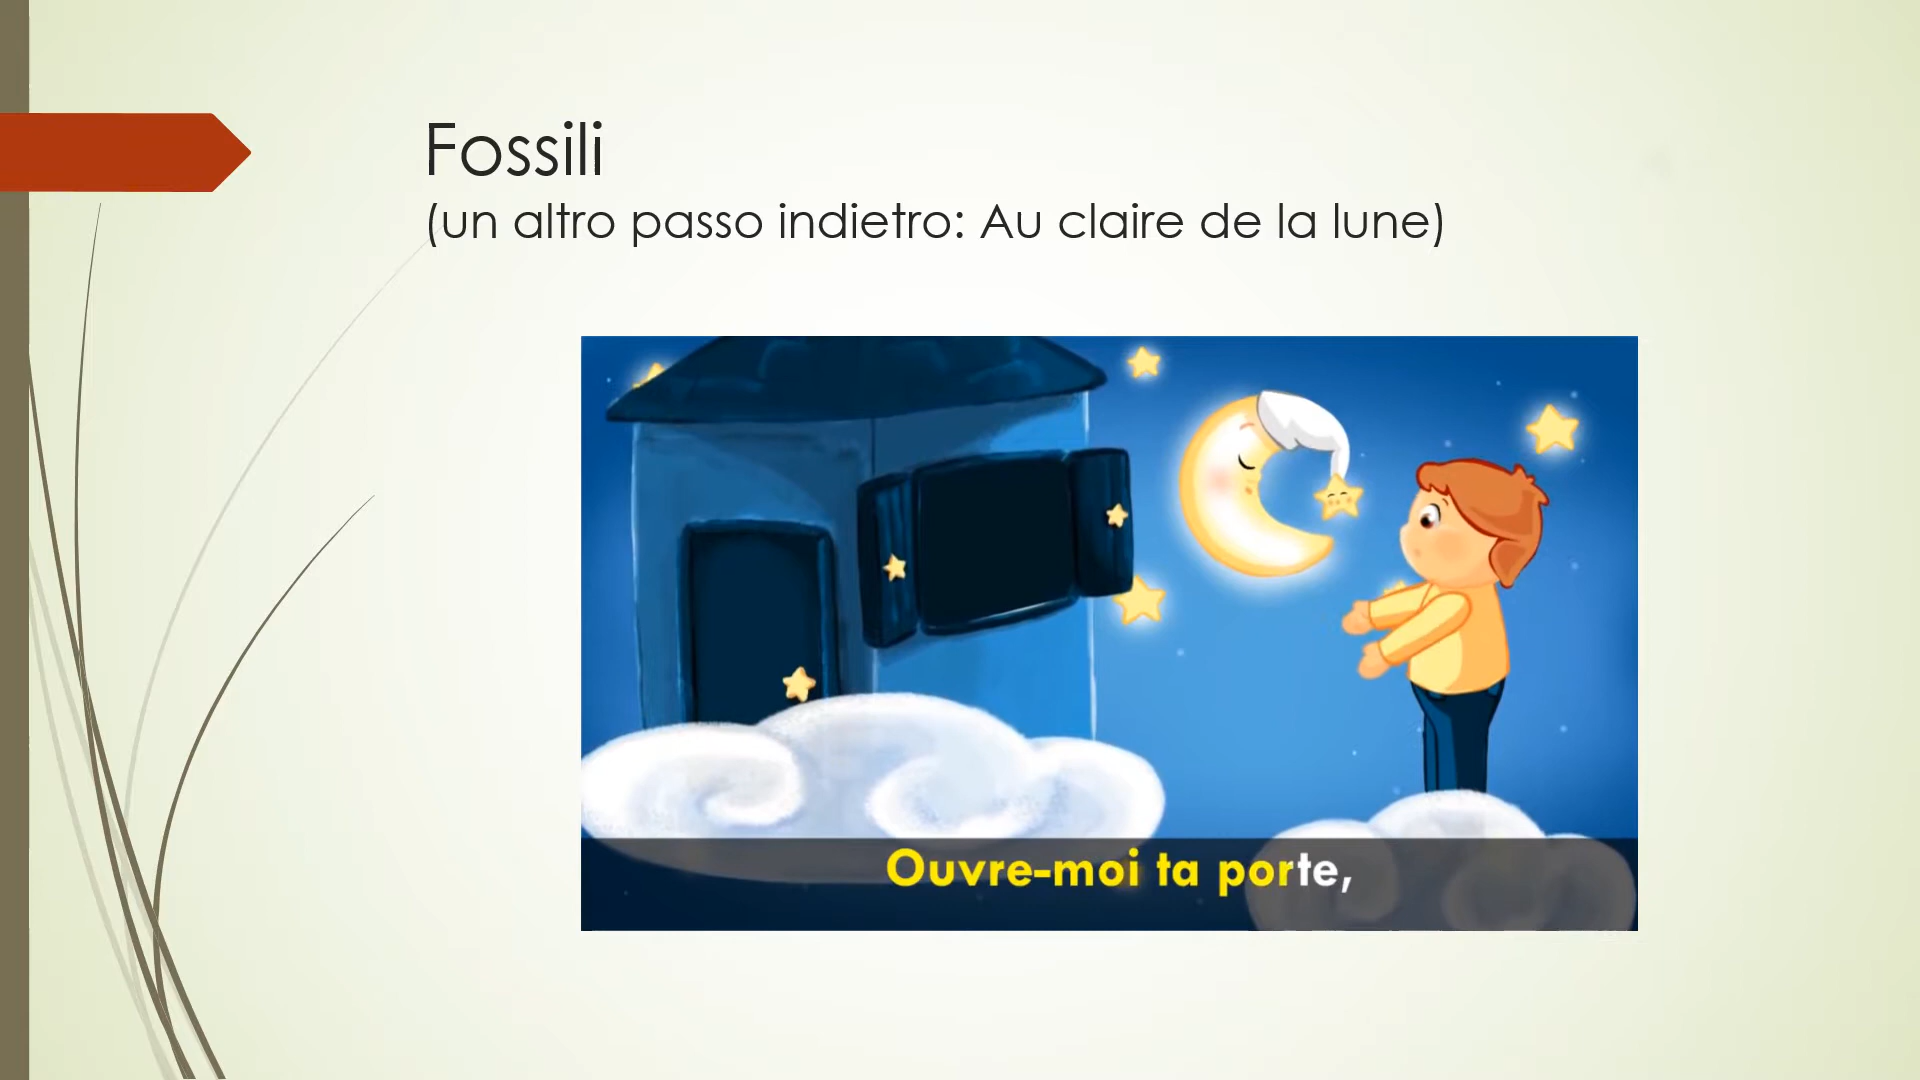 Fossili
(un altro passo indietro: Au claire de la lune)
Ouvre-moi ta porte,